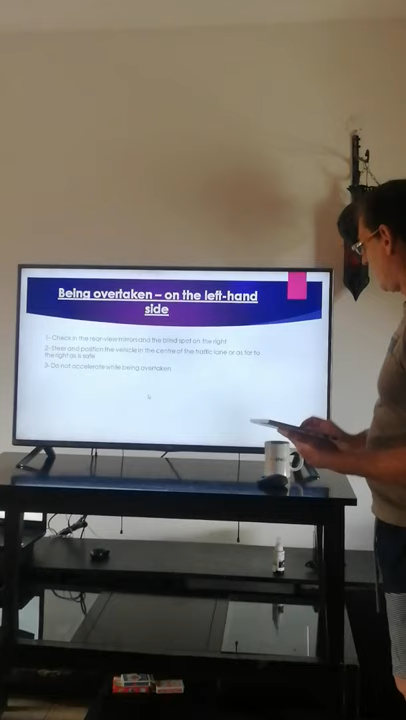 Being overtaken – on the left-hand
side
1- Check in the rear-view mirrors and the blind spot on the right
2- Steer and position the vehicle in the centre of the traffic lane or as far to
the right as is safe
3- Do not accelerate while being overtaken